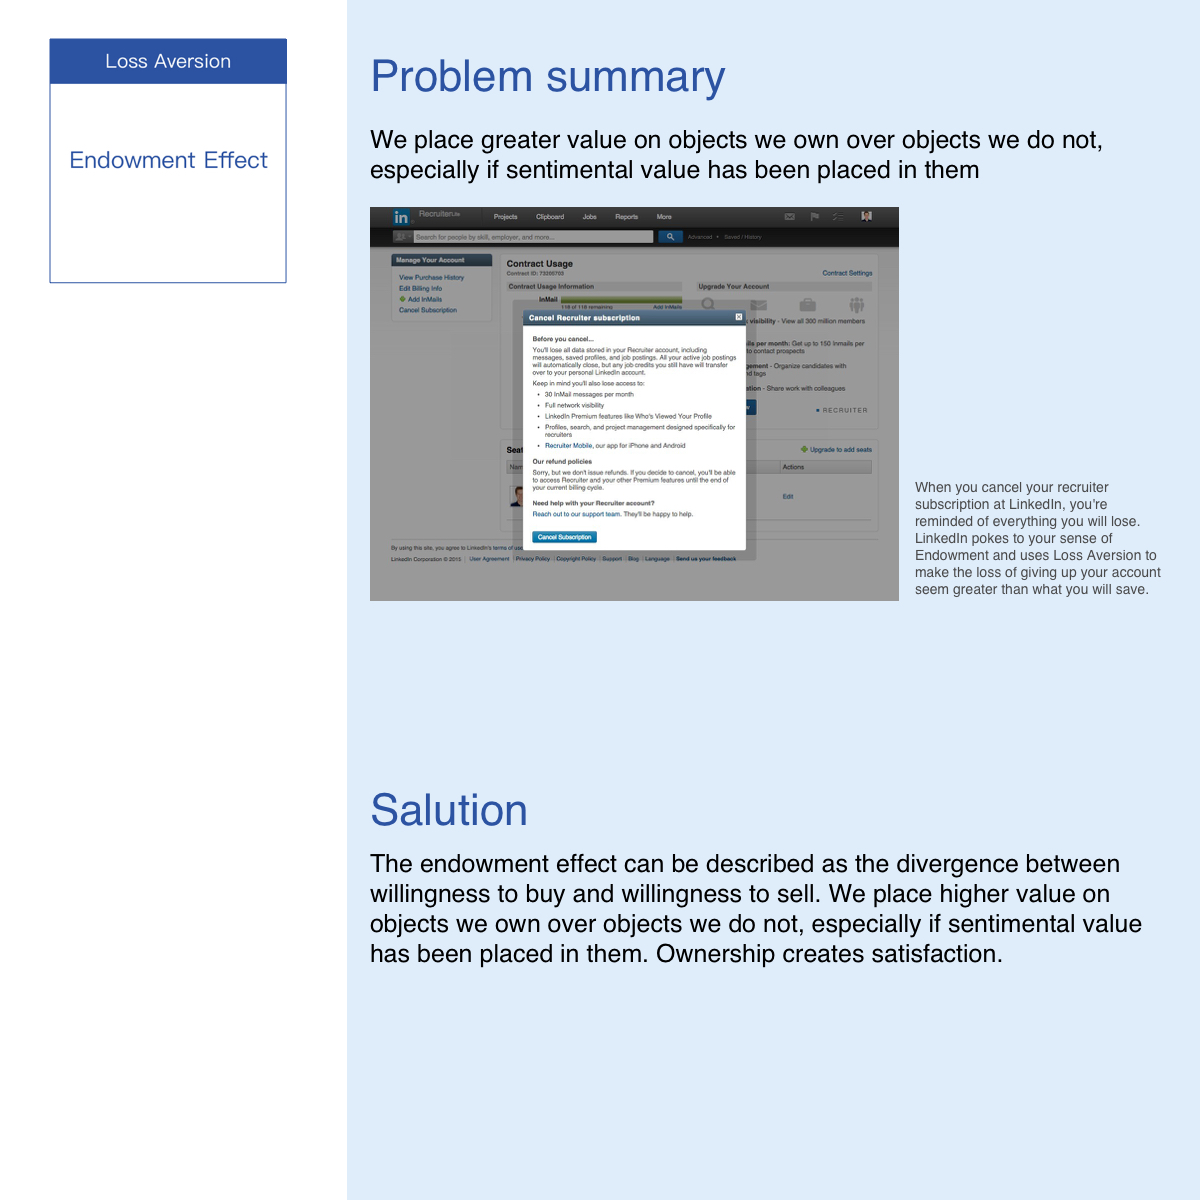 Loss Aversion
Endowment Effect
Problem summary
We place greater value on objects we own over objects we do not,
especially if sentimental value has been placed in them
in Recruiter Lite Projects Clipboard Jobs Reports More
Search for people by skill, employer, and more... Advanced Saved / History
Manage Your Account
View Purchase History
Edit Billing Info
Add InMails
Cancel Subscription
Contract Usage
Contract ID: 73200703
Contract Settings
Contract Usage Information
Upgrade Your Account
InMail
118 of 118 remaining Add InMails
visibility - View all 300 million members
ils per month: Get up to 150 Inmails per
to contact prospects
gement - Organize candidates with
nd tags
ation - Share work with colleagues
RECRUITER
Cancel Recruiter subscription
Before you cancel...
You'll lose all data stored in your Recruiter account, including
messages, saved profiles, and job postings. All your active job postings
will automatically close, but any job credits you still have will transfer
over to your personal LinkedIn account.
Keep in mind you'll also lose access to:
• 30 InMail messages per month
• Full network visibility
• LinkedIn Premium features like Who's Viewed Your Profile
• Profiles, search, and project management designed specifically for
recruiters
• Recruiter Mobile, our app for iPhone and Android
Our refund policies
Sorry, but we don't issue refunds. If you decide to cancel, you'll be able
to access Recruiter and your other Premium features until the end of
your current billing cycle.
Need help with your Recruiter account?
Reach out to our support team. They'll be happy to help.
Cancel Subscription
Seat
Upgrade to add seats
Nam
Actions
Edit
By using this site, you agree to LinkedIn's terms of us
LinkedIn Corporation © 2015 User Agreement Privacy Policy Copyright Policy Support Blog Language Send us your feedback
When you cancel your recruiter
subscription at LinkedIn, you're
reminded of everything you will lose.
LinkedIn pokes to your sense of
Endowment and uses Loss Aversion to
make the loss of giving up your account
seem greater than what you will save.
Salution
The endowment effect can be described as the divergence between
willingness to buy and willingness to sell. We place higher value on
objects we own over objects we do not, especially if sentimental value
has been placed in them. Ownership creates satisfaction.